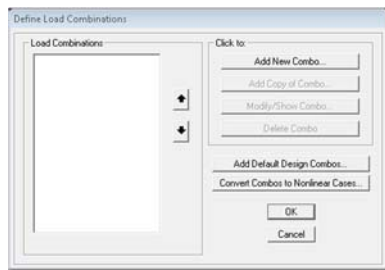 Define Load Combinations
Load Combinations
Click to:
Add New Combo...
Add Copy of Combo...
Modify/Show Combo...
Delete Combo
Add Default Design Combos...
Convert Combos to Nonlinear Cases...
OK
Cancel